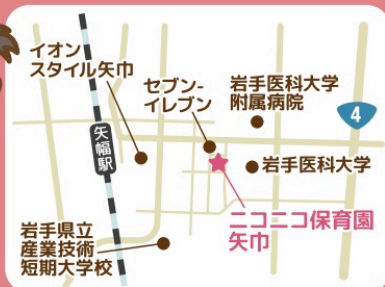 イオン
スタイル矢巾
セブン-
イレブン
岩手医科大学
附属病院
4
矢幅駅
岩手医科大学
ニコニコ保育園
矢巾
岩手県立
産業技術
短期大学校